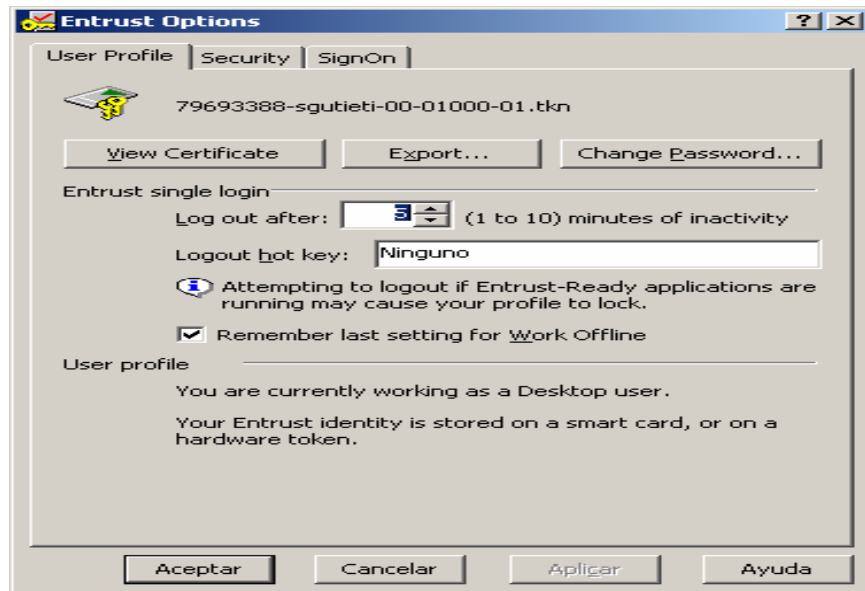 Entrust Options
User Profile Security SignOn
79693388-sgutieti-00-01000-01.tkn
View Certificate Export... Change Password...
Entrust single login
Log out after: 5 (1 to 10) minutes of inactivity
Logout hot key: Ninguno
Attempting to logout if Entrust-Ready applications are
running may cause your profile to lock.
Remember last setting for Work Offline
User profile
You are currently working as a Desktop user.
Your Entrust identity is stored on a smart card, or on a
hardware token.
Aceptar Cancelar Aplicar Ayuda